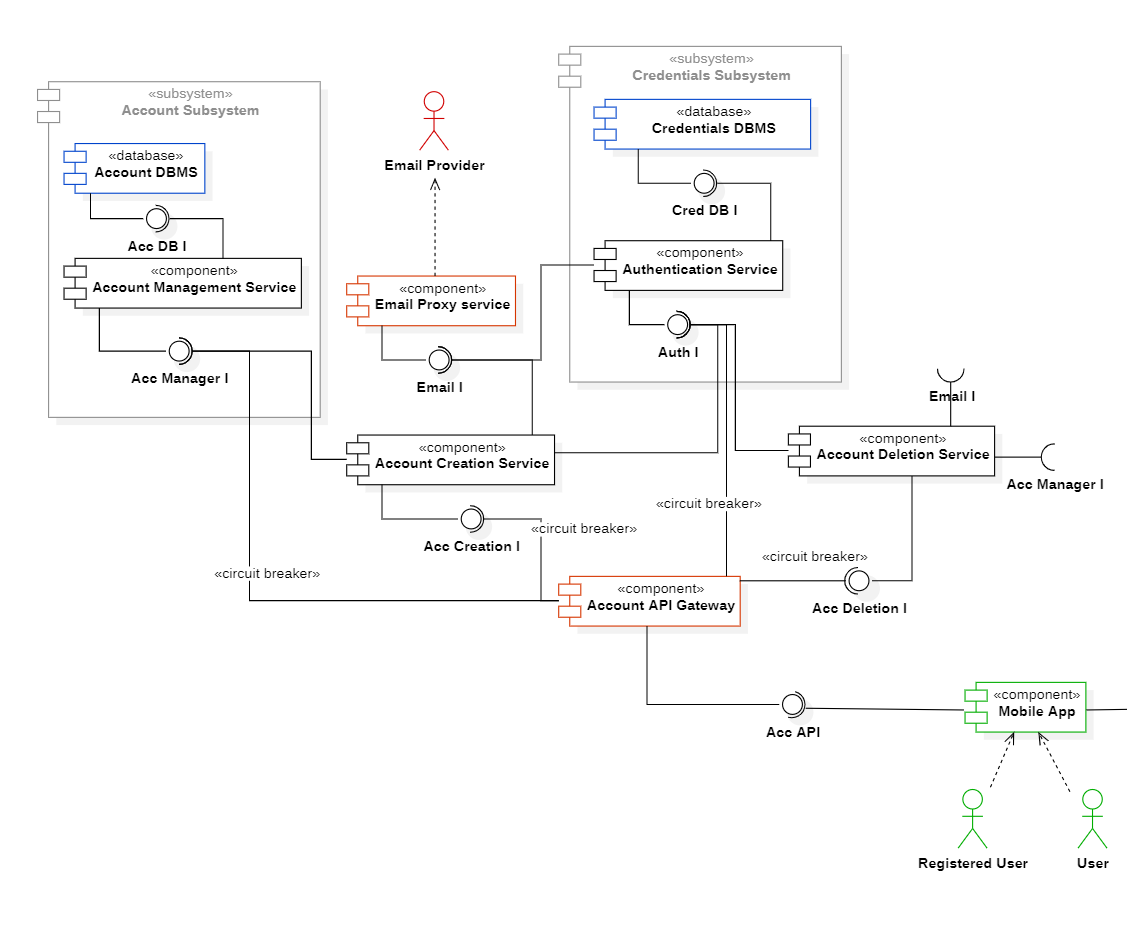 «subsystem»
Account Subsystem
«database»
Account DBMS
Acc DB I
«component»
Account Management Service
Acc Manager I
Email Provider
«component»
Email Proxy service
Email I
«subsystem»
Credentials Subsystem
«database»
Credentials DBMS
Cred DB I
«component»
Authentication Service
Auth I
«component»
Account Creation Service
Acc Creation I
«circuit breaker»
«circuit breaker»
«circuit breaker»
Email I
«component»
Account Deletion Service
Acc Manager I
«circuit breaker»
Acc Deletion I
«component»
Account API Gateway
Acc API
«component»
Mobile App
Registered User
User